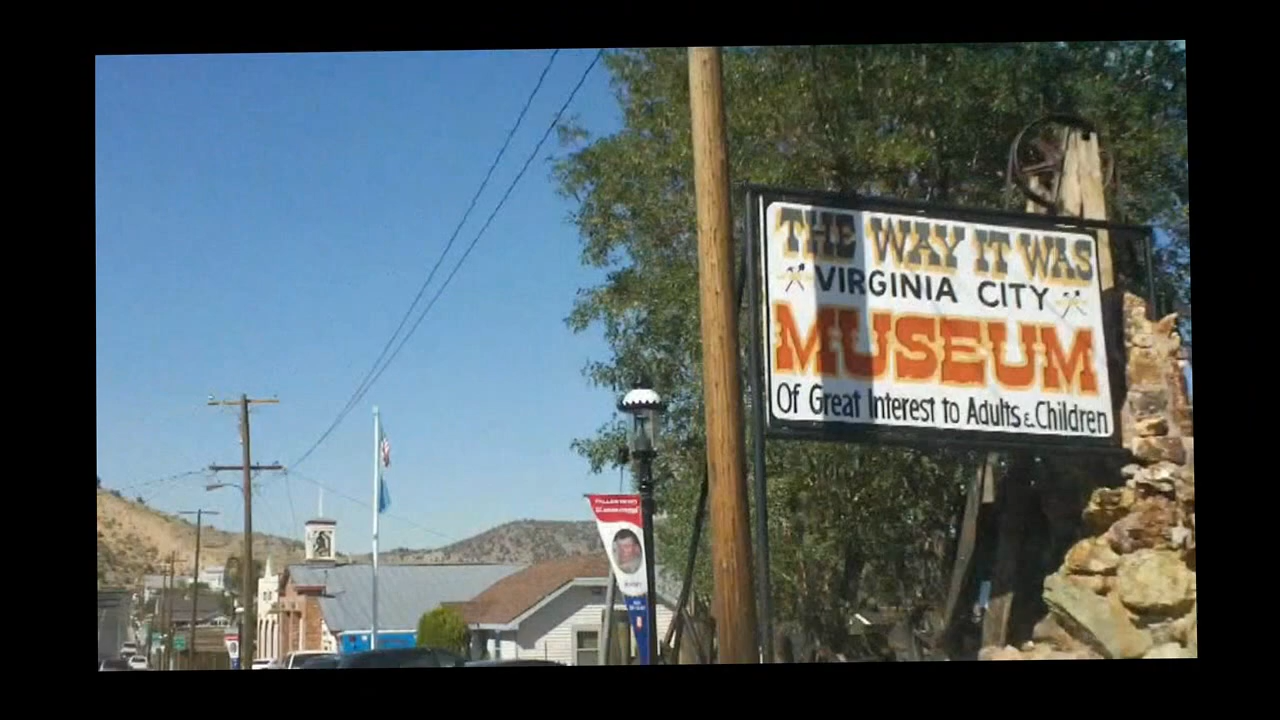 THE WAY IT WAS
VIRGINIA CITY
MUSEUM
Of Great Interest to Adults & Children